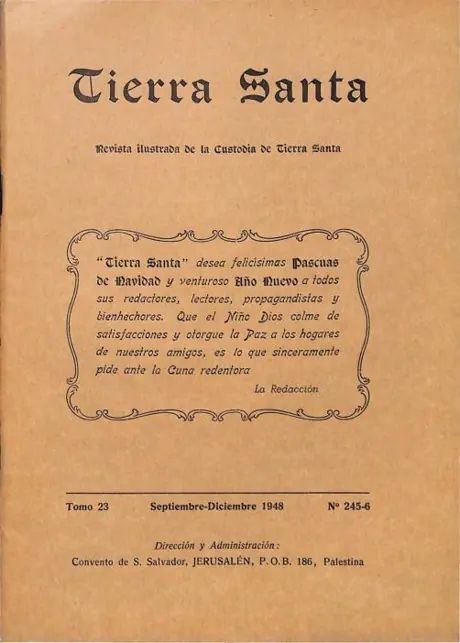 Tierra Santa
Revista ilustrada de la Custodia de Tierra Santa
"Tierra Santa" desea felicisimas Pascuas
de Navidad y venturoso Año Nuevo a todos
sus redactores, lectores, propagandistas y
bienhechores. Que el Niño Dios colme de
satisfacciones y otorgue la Paz a los hogares
de nuestros amigos, es lo que sinceramente
pide ante la Cuna redentora
La Redacción
Tomo 23 Septiembre-Diciembre 1948 Nº 245-6
Dirección y Administración:
Convento de S. Salvador, JERUSALÉN, P.O.B. 186, Palestina